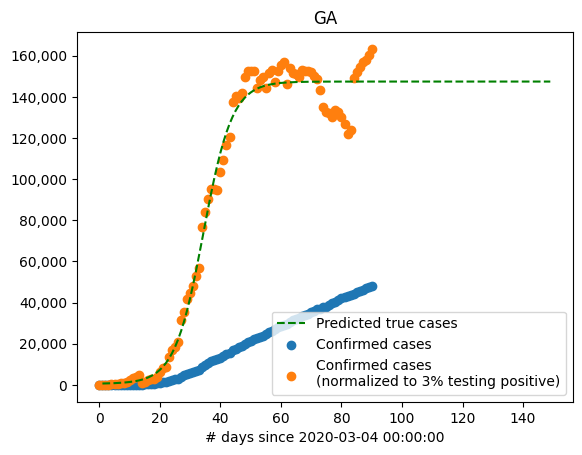 GA
160,000
140,000
120,000
100,000
80,000
60,000
40,000
20,000
0
Predicted true cases
Confirmed cases
Confirmed cases
(normalized to 3% testing positive)
0 20 40 60 80 100 120 140
# days since 2020-03-04 00:00:00